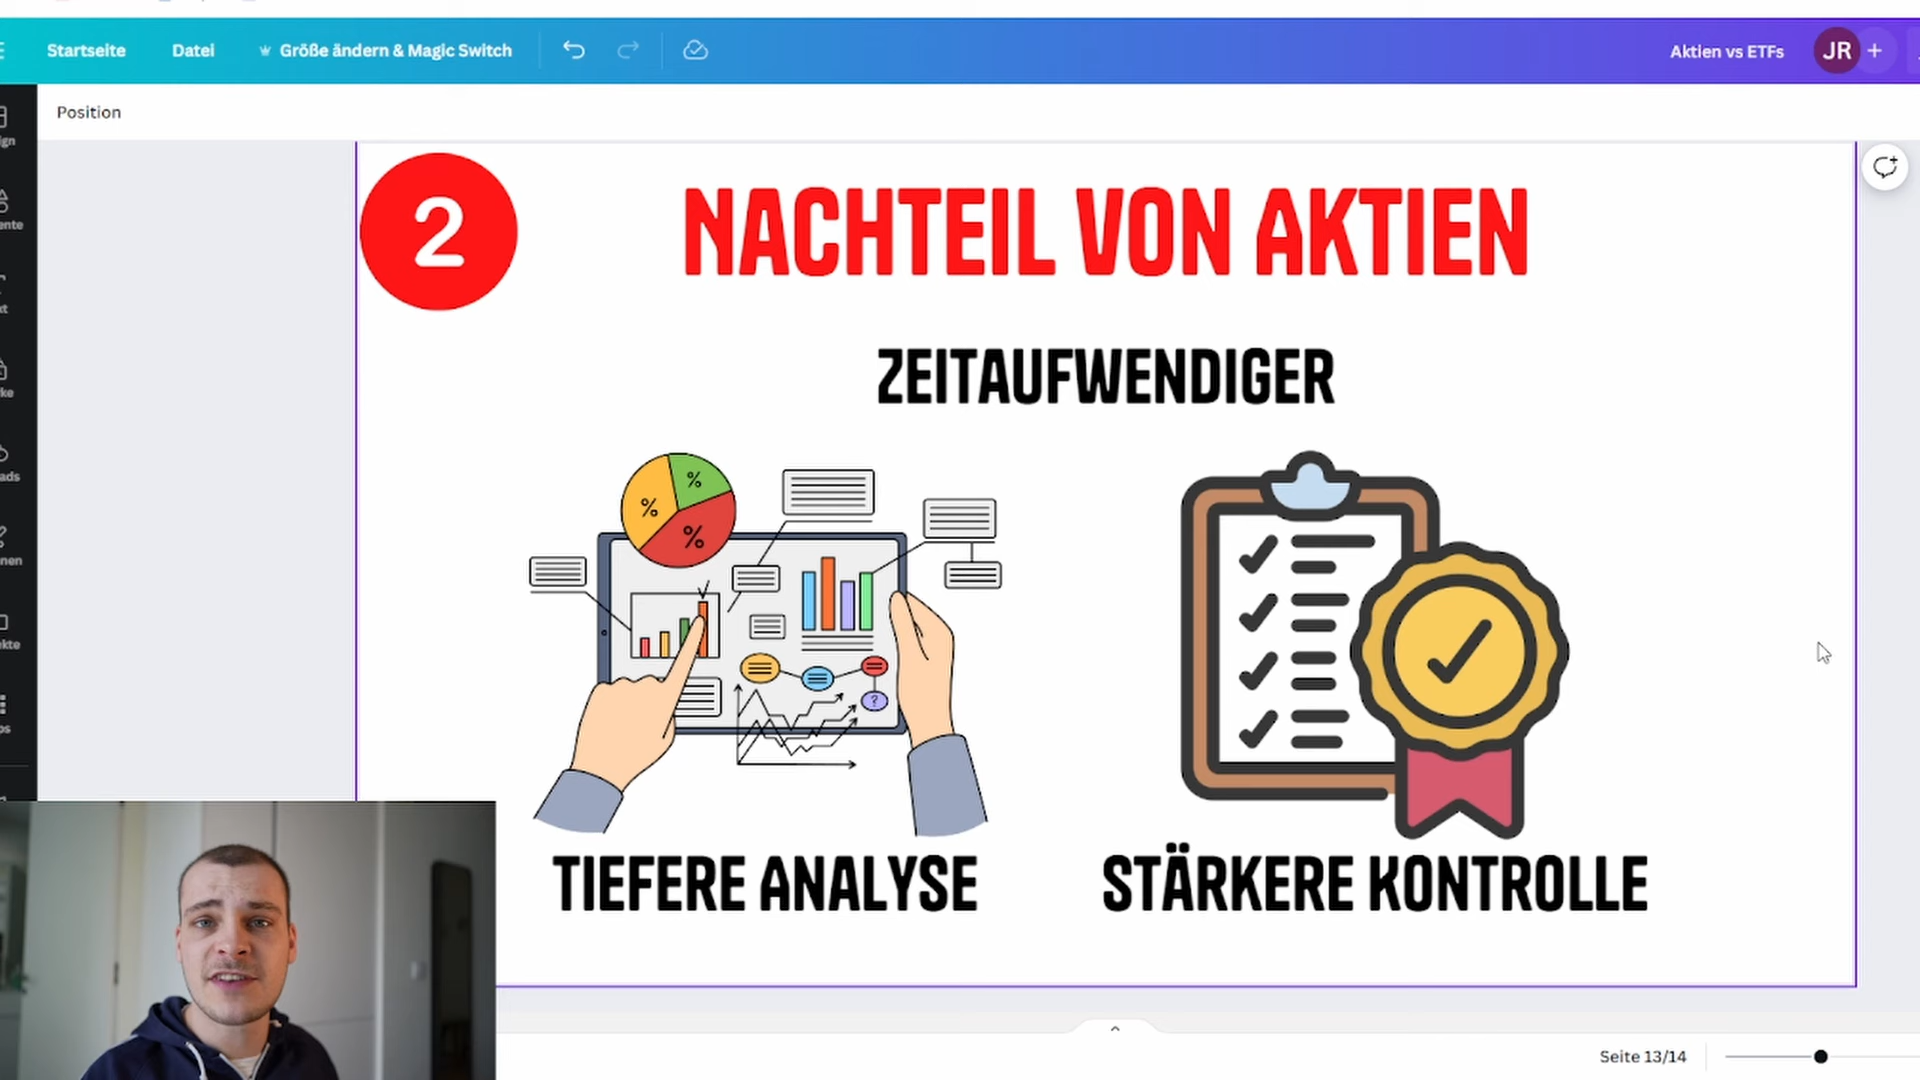 Startseite
Datei
Größe ändern & Magic Switch
Aktien vs ETFs
JR
Position
2
NACHTEIL VON AKTIEN
ZEITAUFWENDIGER
%
%
%
?
TIEFERE ANALYSE
STÄRKERE KONTROLLE
Seite 13/14